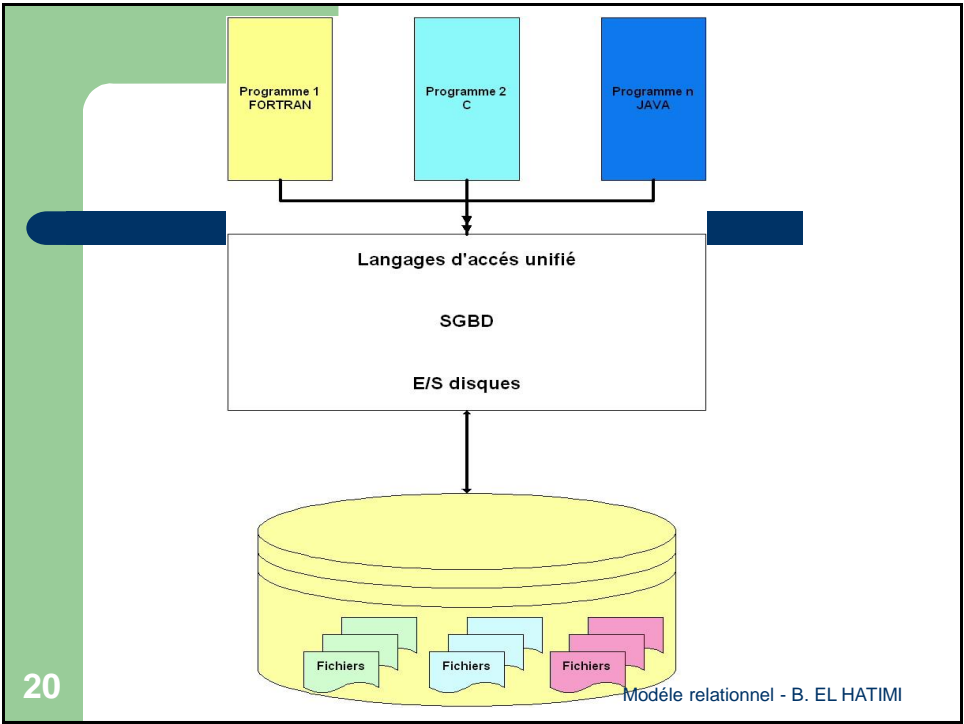 Programme 1
FORTRAN
Programme 2
C
Programme n
JAVA
Langages d'accés unifié
SGBD
E/S disques
Fichiers
Fichiers
Fichiers
20
Modéle relationnel - B. EL HATIMI